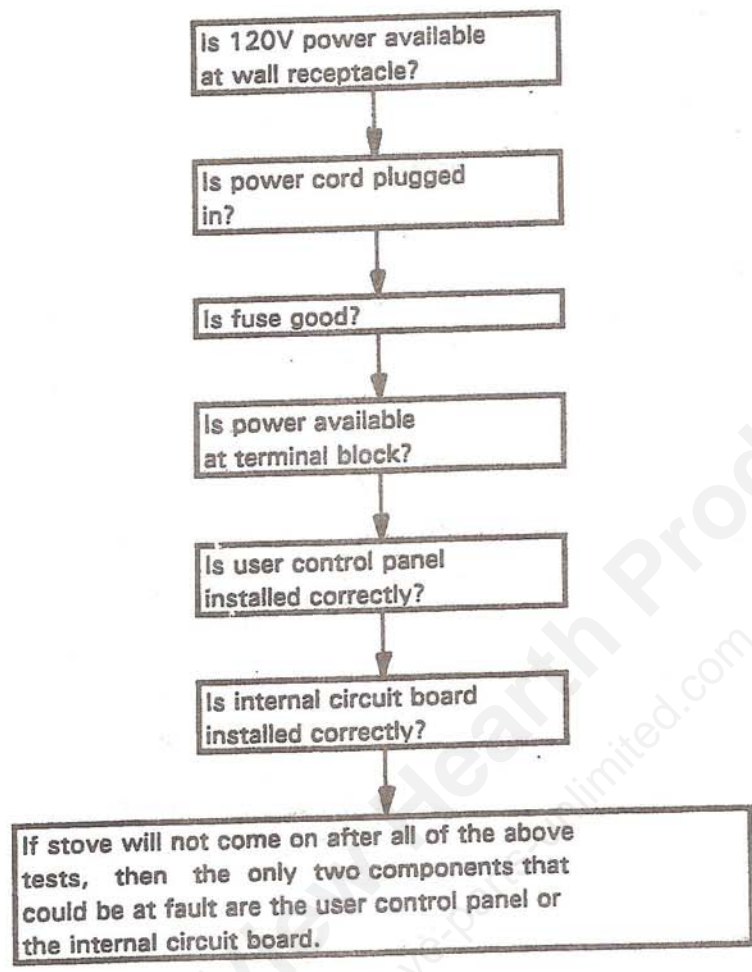 Is 120V power available
at wall receptacle?
Is power cord plugged
in?
Is fuse good?
Is power available
at terminal block?
Is user control panel
installed correctly?
Is internal circuit board
installed correctly?
If stove will not come on after all of the above
tests, then the only two components that
could be at fault are the user control panel or
the internal circuit board.